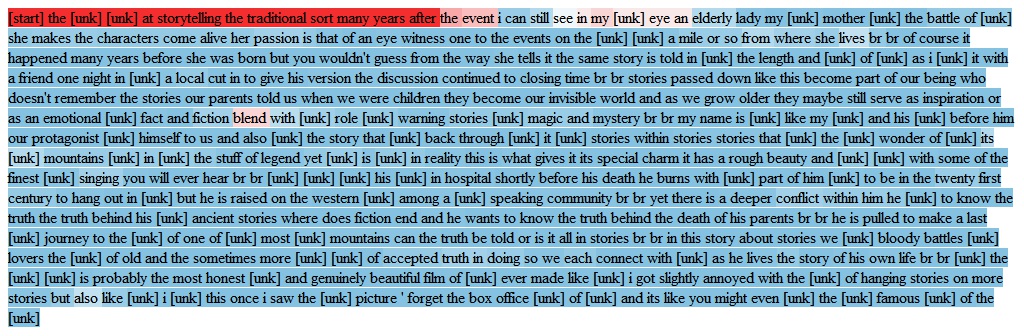 [start] the [unk] [unk] at storytelling the traditional sort many years after the event i can still see in my [unk] eye an elderly lady my [unk] mother [unk] the battle of [unk]
she makes the characters come alive her passion is that of an eye witness one to the events on the [unk] [unk] a mile or so from where she lives br br of course it
happened many years before she was born but you wouldn't guess from the way she tells it the same story is told in [unk] the length and [unk] of [unk] as i [unk] it with
a friend one night in [unk] a local cut in to give his version the discussion continued to closing time br br stories passed down like this become part of our being who
doesn't remember the stories our parents told us when we were children they become our invisible world and as we grow older they maybe still serve as inspiration or
as an emotional [unk] fact and fiction blend with [unk] role [unk] warning stories [unk] magic and mystery br br my name is [unk] like my [unk] and his [unk] before him
our protagonist [unk] himself to us and also [unk] the story that [unk] back through [unk] it [unk] stories within stories stories that [unk] the [unk] wonder of [unk] its
[unk] mountains [unk] in [unk] the stuff of legend yet [unk] is [unk] in reality this is what gives it its special charm it has a rough beauty and [unk] [unk] with some of the
finest [unk] singing you will ever hear br br [unk] [unk] [unk] his [unk] in hospital shortly before his death he burns with [unk] part of him [unk] to be in the twenty first
century to hang out in [unk] but he is raised on the western [unk] among a [unk] speaking community br br yet there is a deeper conflict within him he [unk] to know the
truth the truth behind his [unk] ancient stories where does fiction end and he wants to know the truth behind the death of his parents br br he is pulled to make a last
[unk] journey to the [unk] of one of [unk] most [unk] mountains can the truth be told or is it all in stories br br in this story about stories we [unk] bloody battles [unk]
lovers the [unk] of old and the sometimes more [unk] [unk] of accepted truth in doing so we each connect with [unk] as he lives the story of his own life br br the [unk]
the [unk] [unk] is probably the most honest [unk] and genuinely beautiful film of [unk] ever made like [unk] i got slightly annoyed with the [unk] of hanging stories on more
stories but also like [unk] i [unk] this once i saw the [unk] picture ' forget the box office [unk] of [unk] and its like you might even [unk] the [unk] famous [unk] of the
[unk]